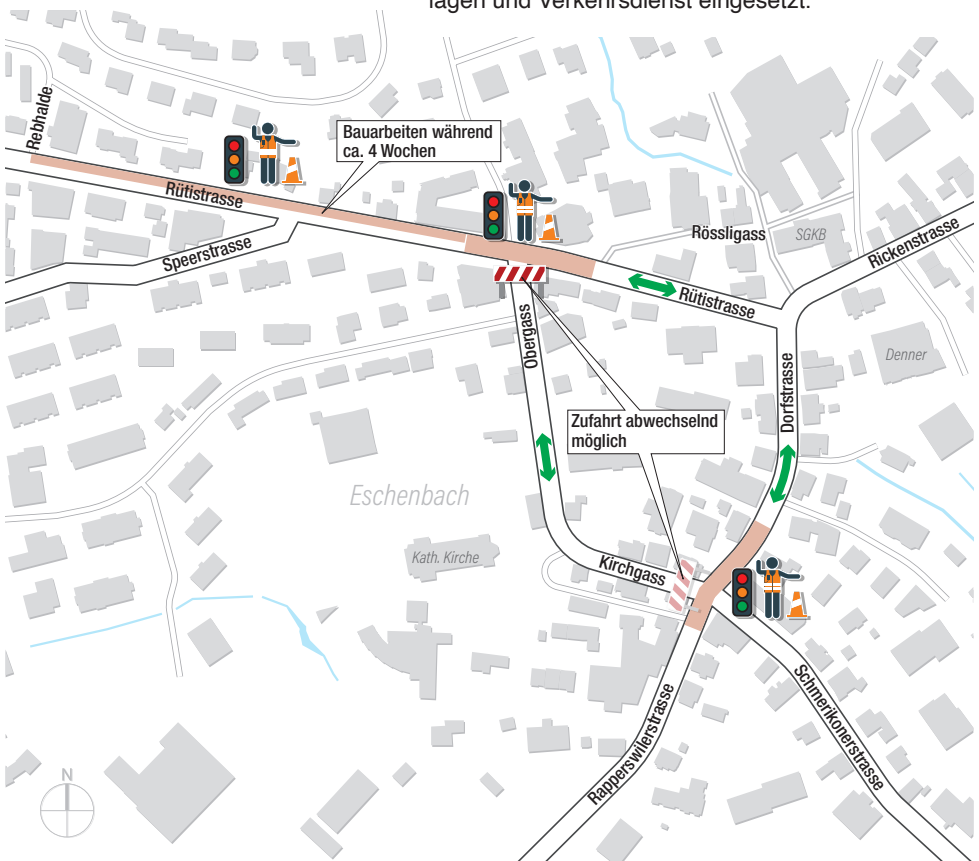 lagen und Verkehrsdienst eingesetzt.
Rebhalde
Bauarbeiten während
ca. 4 Wochen
Rütistrasse
Speerstrasse
Rössligass
SGKB
Rickenstrasse
Rütistrasse
Obergass
Denner
Dorfstrasse
Zufahrt abwechselnd
möglich
Eschenbach
Kath. Kirche
Kirchgass
Schmerikonerstrasse
Rapperswilerstrasse
N